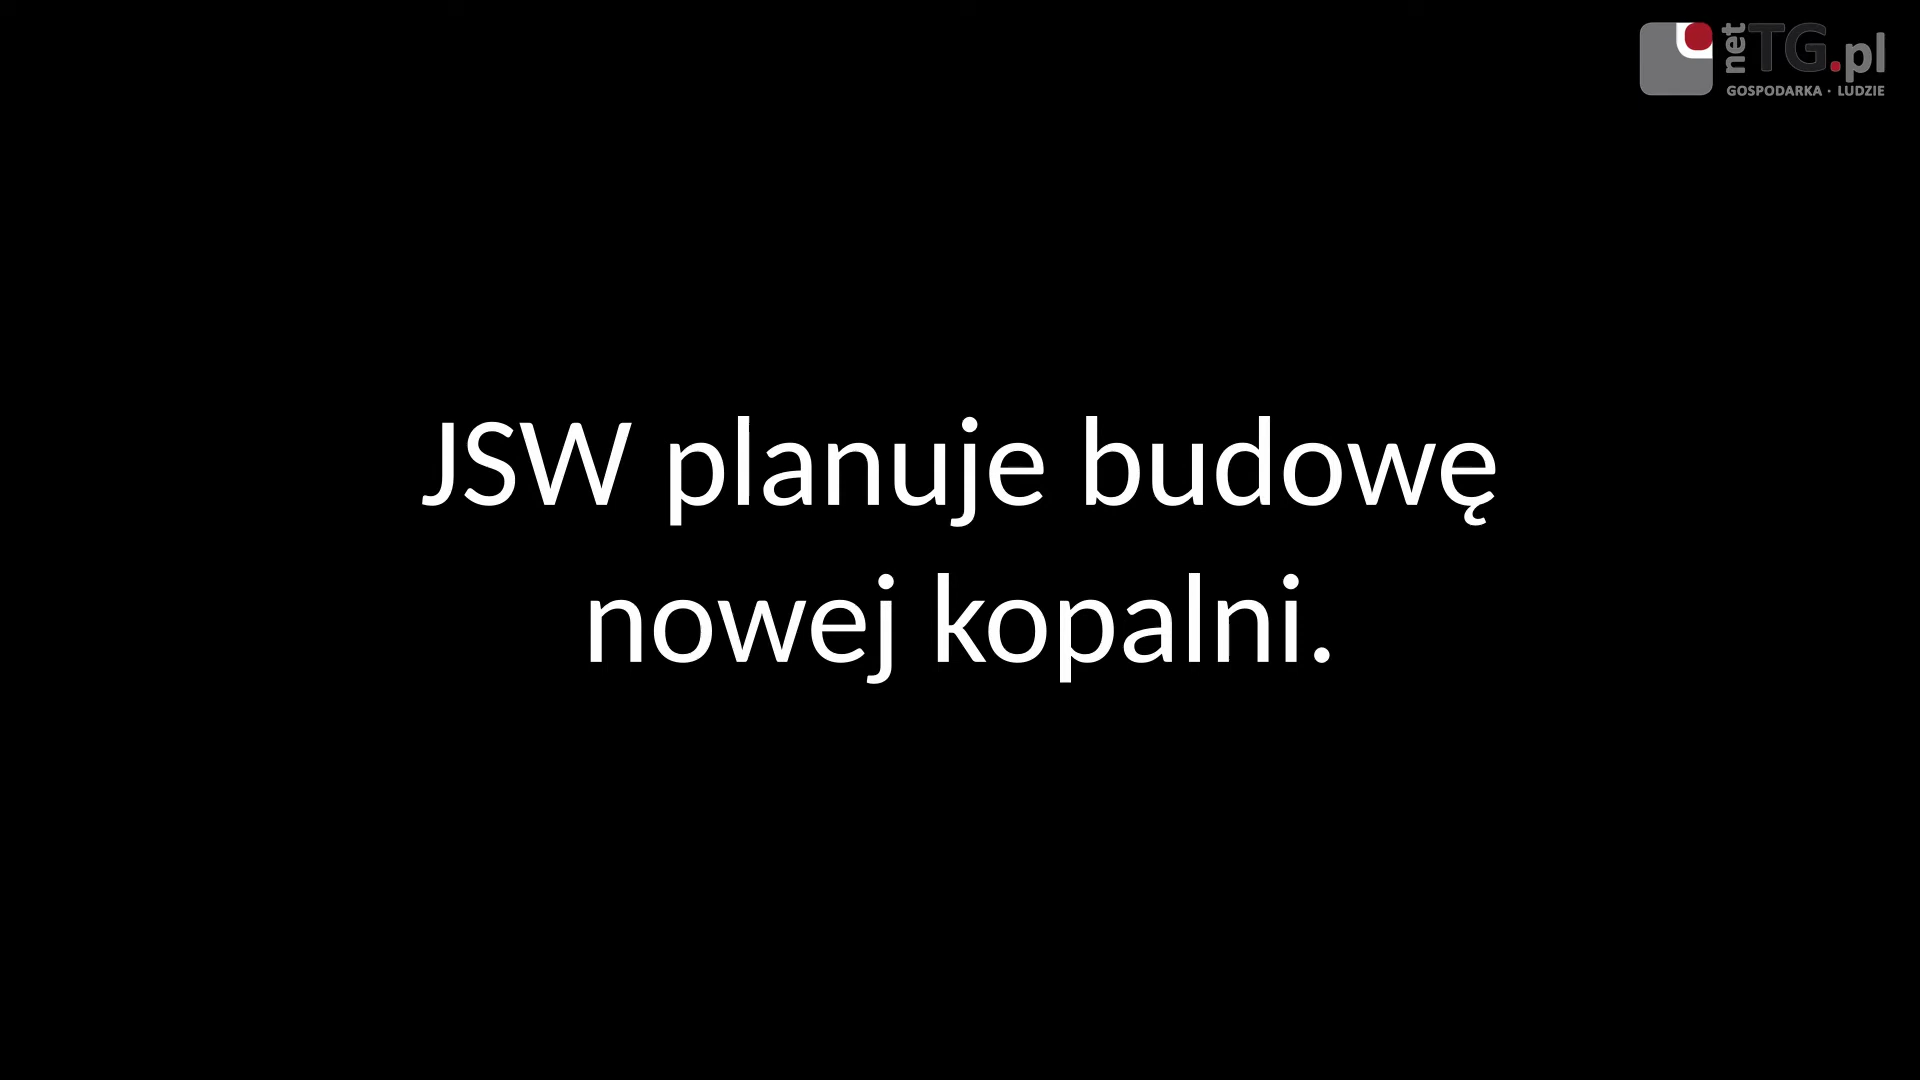 netTG.pl
GOSPODARKA · LUDZIE
JSW planuje budowę
nowej kopalni.